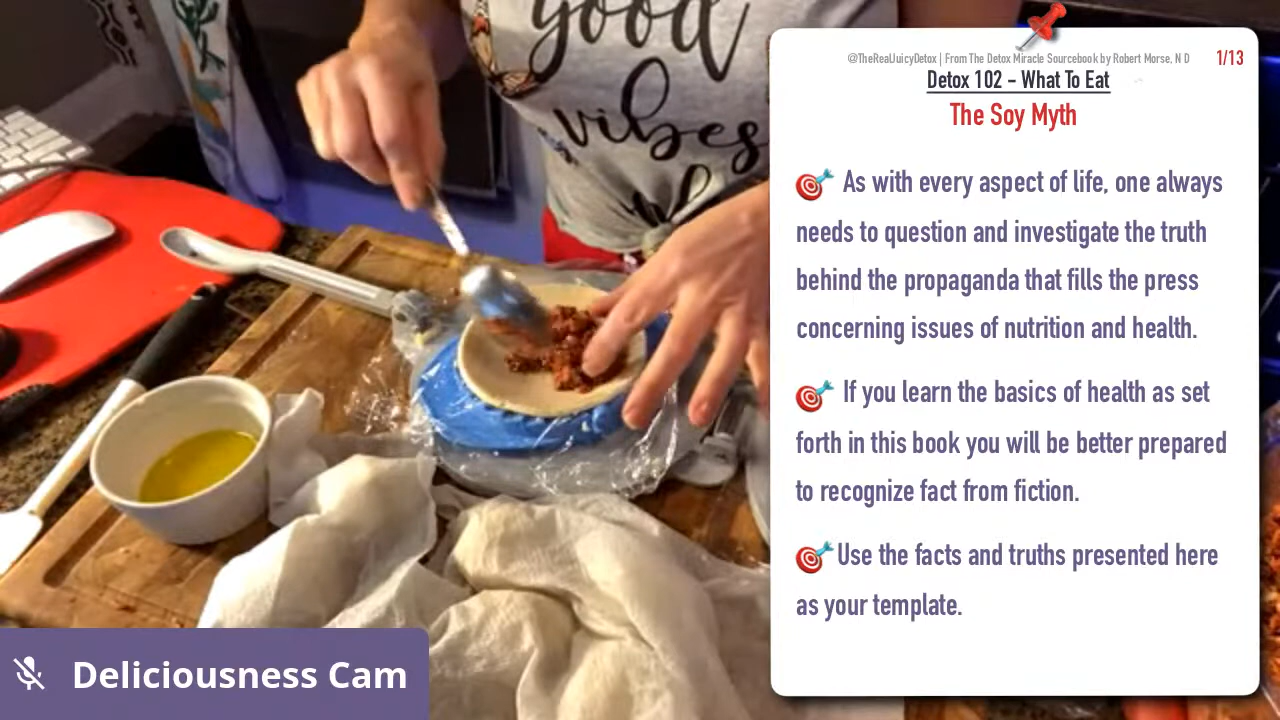 good
vibes
@TheRealJuicyDetox | From The Detox Miracle Sourcebook by Robert Morse, N D
1/13
Detox 102 - What To Eat
The Soy Myth
🎯 As with every aspect of life, one always
needs to question and investigate the truth
behind the propaganda that fills the press
concerning issues of nutrition and health.
🎯 If you learn the basics of health as set
forth in this book you will be better prepared
to recognize fact from fiction.
🎯 Use the facts and truths presented here
as your template.
Deliciousness Cam